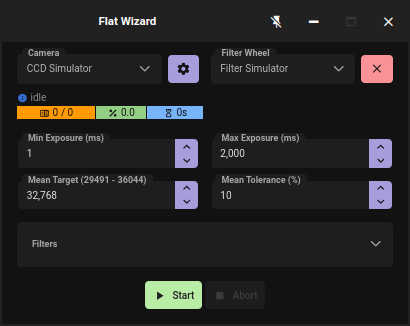 Flat Wizard
Camera
Filter Wheel
CCD Simulator
Filter Simulator
idle
0 / 0
0.0
0s
Min Exposure (ms)
Max Exposure (ms)
1
2,000
Mean Target (29491 - 36044)
Mean Tolerance (%)
32,768
10
Filters
Start
Abort